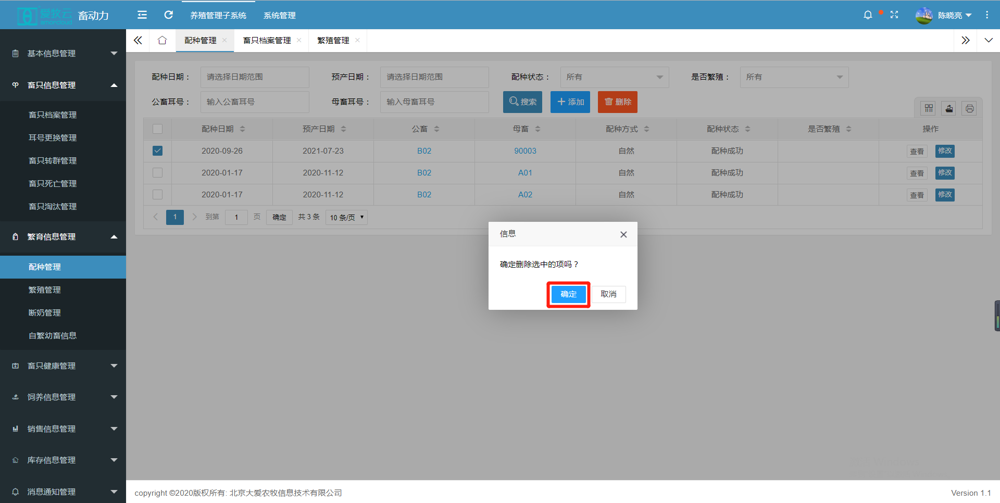 爱牧云
amorcloud
畜动力
养殖管理子系统 系统管理
陈晓亮
基本信息管理
畜只信息管理
畜只档案管理
耳号更换管理
畜只转群管理
畜只死亡管理
畜只淘汰管理
繁育信息管理
配种管理
繁殖管理
断奶管理
自繁幼畜信息
畜只健康管理
饲养信息管理
销售信息管理
库存信息管理
消息通知管理
配种管理 × 畜只档案管理 × 繁殖管理 ×
配种日期： 请选择日期范围 预产日期： 请选择日期范围 配种状态： 所有 是否繁殖： 所有
公畜耳号： 输入公畜耳号 母畜耳号： 输入母畜耳号 搜索 添加 删除
配种日期 预产日期 公畜 母畜 配种方式 配种状态 是否繁殖 操作
2020-09-26 2021-07-23 B02 90003 自然 配种成功 查看 修改
2020-01-17 2020-11-12 B02 A01 自然 配种成功 查看 修改
2020-01-17 2020-11-12 B02 A02 自然 配种成功 查看 修改
1 到第 1 页 确定 共 3 条 10 条/页
信息
确定删除选中的项吗？
确定 取消
copyright ©2020版权所有: 北京大爱农牧信息技术有限公司
Version 1.1